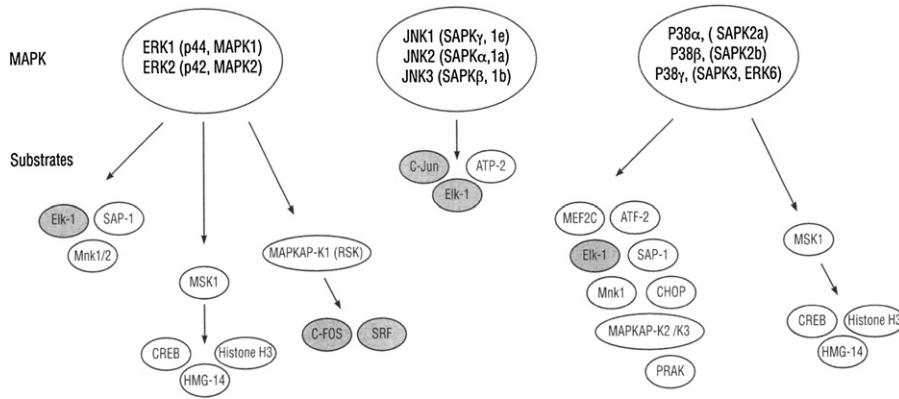 MAPK
ERK1 (p44, MAPK1)
ERK2 (p42, MAPK2)
JNK1 (SAPKγ, 1e)
JNK2 (SAPKα,1a)
JNK3 (SAPKβ, 1b)
P38α, ( SAPK2a)
P38β, (SAPK2b)
P38γ, (SAPK3, ERK6)
Substrates
Elk-1
SAP-1
Mnk1/2
MSK1
CREB
Histone H3
HMG-14
MAPKAP-K1 (RSK)
C-FOS
SRF
C-Jun
ATP-2
Elk-1
MEF2C
ATF-2
Elk-1
SAP-1
Mnk1
CHOP
MAPKAP-K2 /K3
PRAK
MSK1
CREB
Histone H3
HMG-14